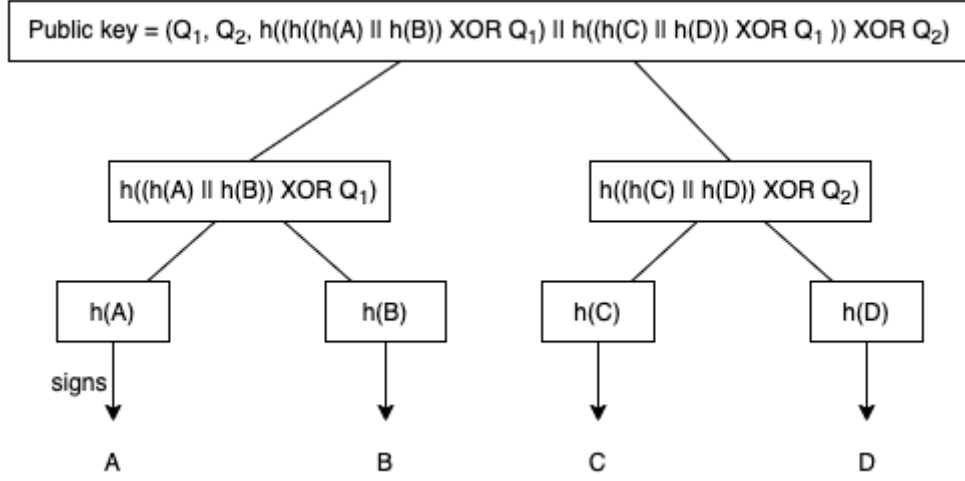 Public key = (Q₁, Q₂, h((h((h(A) || h(B)) XOR Q₁) || h((h(C) || h(D)) XOR Q₁ )) XOR Q₂)
h((h(A) || h(B)) XOR Q₁)
h((h(C) || h(D)) XOR Q₂)
h(A)
h(B)
h(C)
h(D)
signs
A
B
C
D